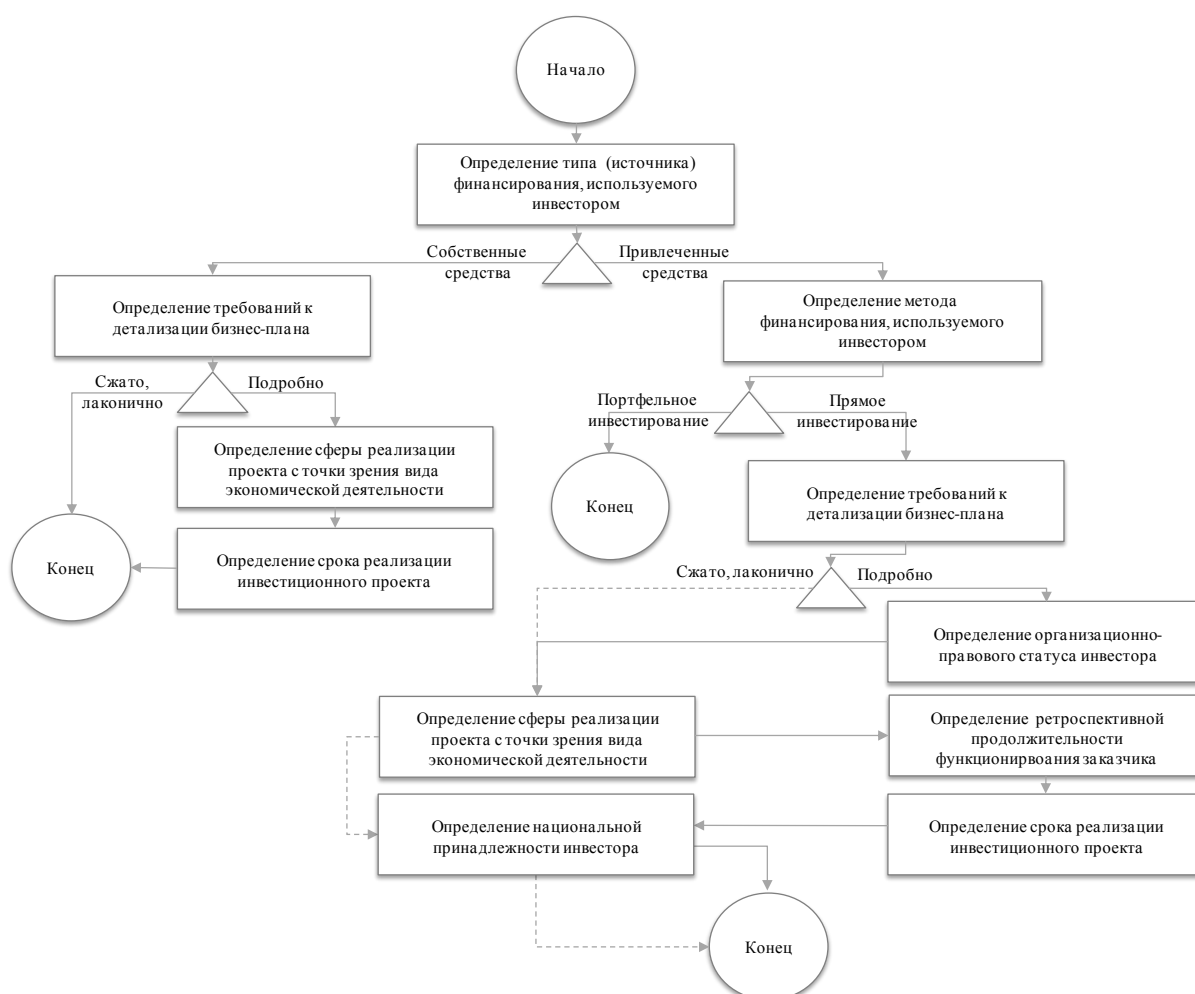 Начало
Определение типа (источника)
финансирования, используемого
инвестором
Собственные
средства
Привлеченные
средства
Определение требований к
детализации бизнес-плана
Определение метода
финансирования, используемого
инвестором
Сжато,
лаконично
Подробно
Портфельное
инвестирование
Прямое
инвестирование
Определение сферы реализации
проекта с точки зрения вида
экономической деятельности
Конец
Определение требований к
детализации бизнес-плана
Конец
Определение срока реализации
инвестиционного проекта
Сжато, лаконично
Подробно
Определение организационно-
правового статуса инвестора
Определение сферы реализации
проекта с точки зрения вида
экономической деятельности
Определение ретроспективной
продолжительности
функционирвоания заказчика
Определение национальной
принадлежности инвестора
Определение срока реализации
инвестиционного проекта
Конец